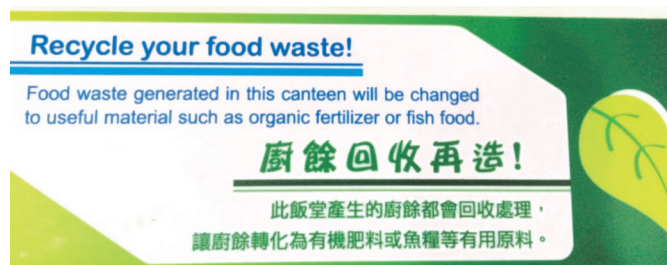 Recycle your food waste!
Food waste generated in this canteen will be changed
to useful material such as organic fertilizer or fish food.
廚餘回收再造!
此飯堂產生的廚餘都會回收處理，
讓廚餘轉化為有機肥料或魚糧等有用原料。